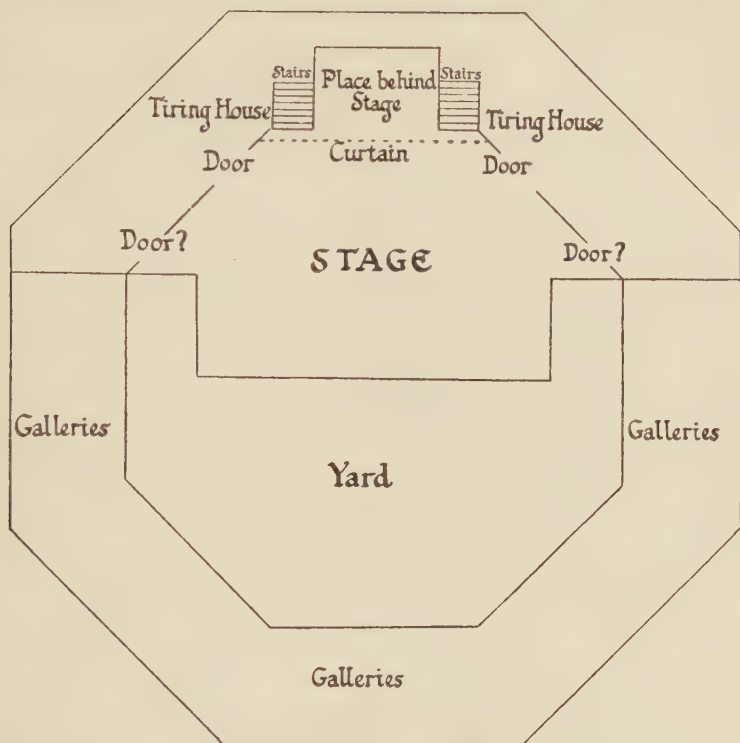 Stairs
Place behind
Stage
Stairs
Tiring House
Tiring House
Door
Curtain
Door
Door?
STAGE
Door?
Galleries
Galleries
Yard
Galleries